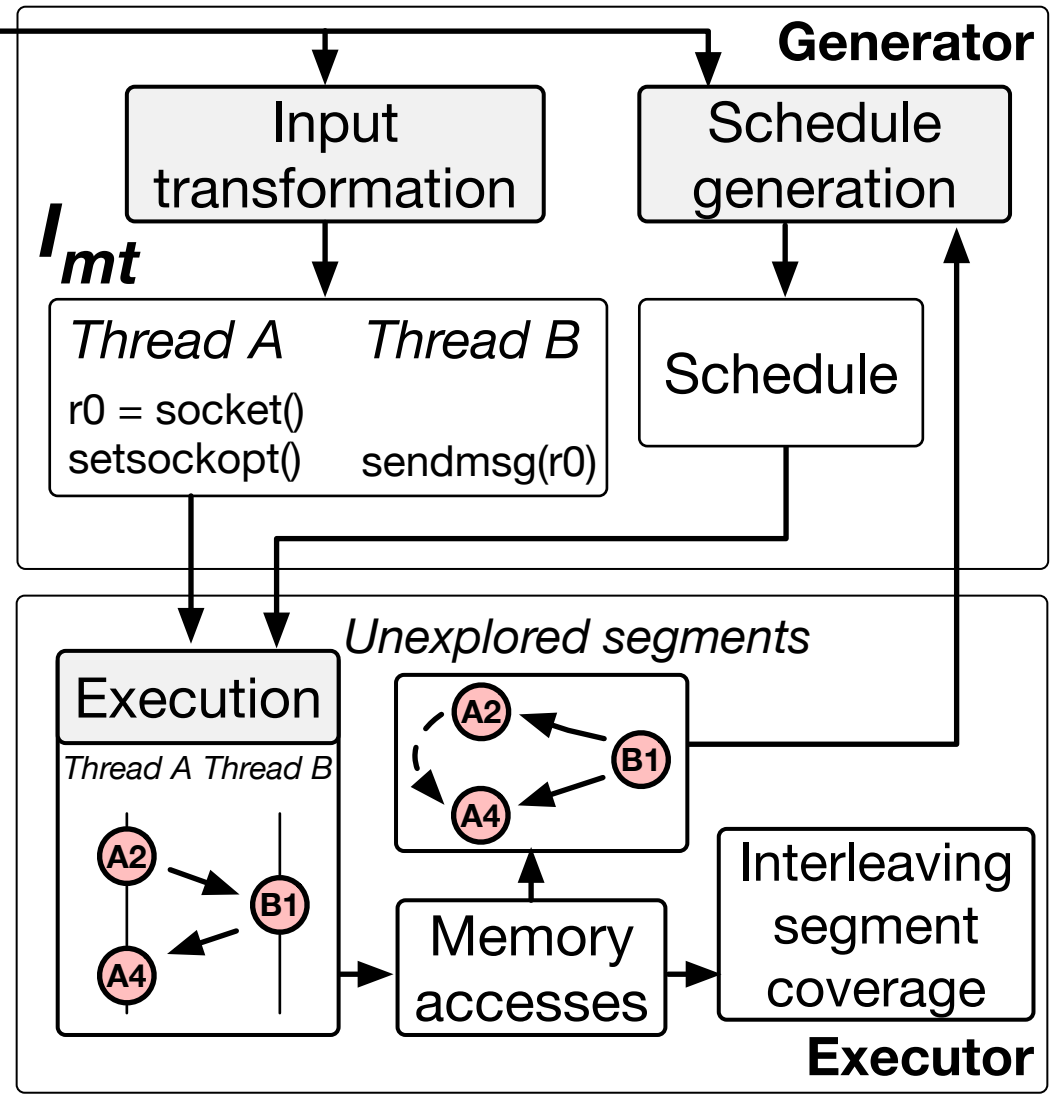 Generator
Input
transformation
Schedule
generation
I_mt
Thread A Thread B
r0 = socket()
setsockopt() sendmsg(r0)
Schedule
Unexplored segments
Execution
Thread A Thread B
A2
B1
A4
A2
B1
A4
Memory
accesses
Interleaving
segment
coverage
Executor